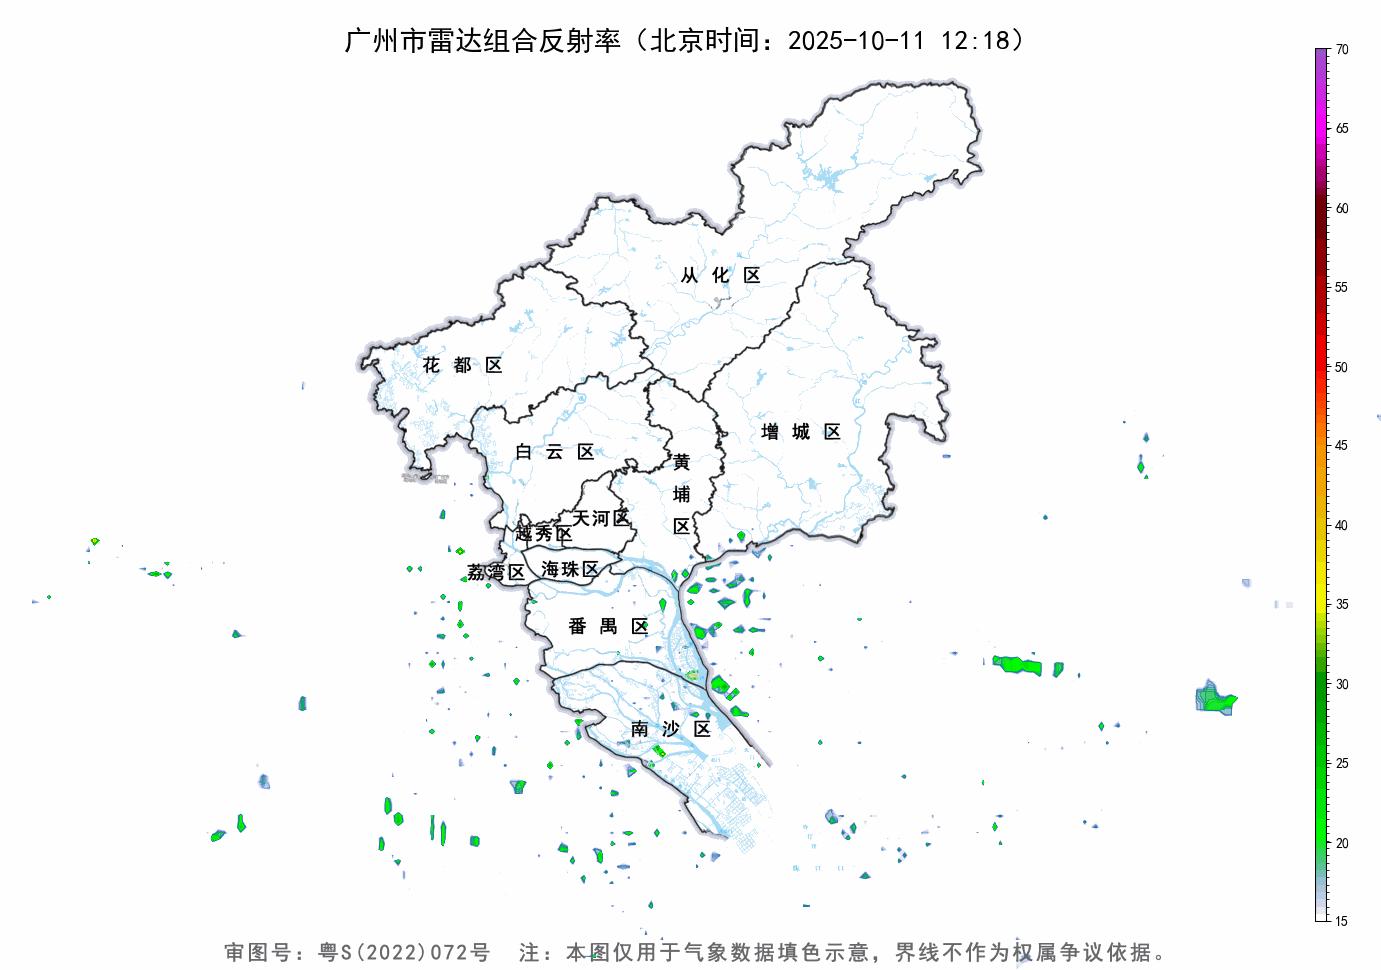 广州市雷达组合反射率（北京时间：2025-10-11 12:18）
70
65
60
55
50
45
40
35
30
25
20
15
从化区
花都区
增城区
白云区
黄埔区
天河区
越秀区
荔湾区
海珠区
番禺区
南沙区
审图号：粤S(2022)072号 注：本图仅用于气象数据填色示意，界线不作为权属争议依据。